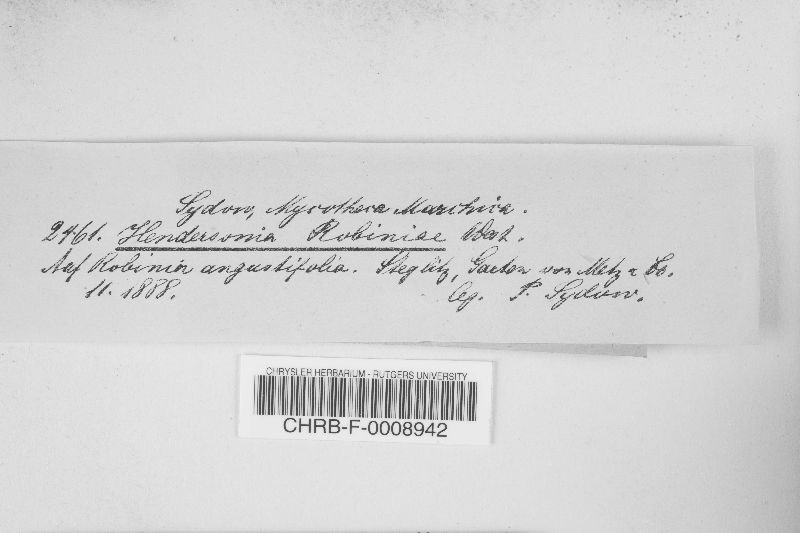 Sydow, Mycotheca Marchica.
2461. Hendersonia Robiniae West.
Auf Robinia angustifolia. Steglitz, Gaerten von Metz u. Co.
11. 1888. leg. P. Sydow.
CHRYSLER HERBARIUM - RUTGERS UNIVERSITY
CHRB-F-0008942